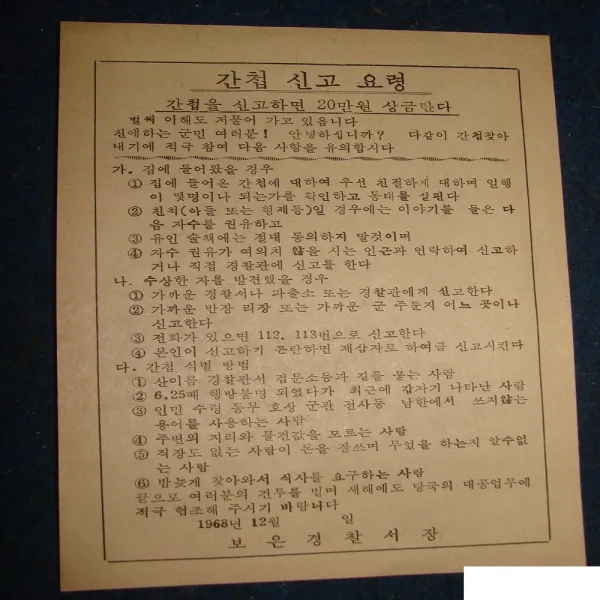 간첩 신고 요령
간첩을 신고하면 20만원 상금탄다
벌써 이해도 저물어 가고 있읍니다
친애하는 군민 여러분! 안녕하십니까? 다같이 간첩찾아
내기에 적극 참여 다음 사항을 유의합시다
가. 집에 들어왔을 경우
① 집에 들어온 간첩에 대하여 우선 친절하게 대하며 일행
이 몇명이나 되는가를 확인하고 동태를 살핀다
② 친척(아들 또는 형제등)일 경우에는 이야기를 들은 다
음 자수를 권유하고
③ 유인 술책에는 절대 동의하지 말것이며
④ 자수 권유가 여의치 않을 시는 인근과 연락하여 신고하
거나 직접 경찰관에 신고를 한다
나. 수상한 자를 발견했을 경우
① 가까운 경찰서나 파출소 또는 경찰관에게 신고한다
② 가까운 반장 리장 또는 가까운 군 주둔지 어느 곳이나
신고한다
③ 전화가 있으면 112. 113번으로 신고한다
④ 본인이 신고하기 곤란하면 제삼자로 하여금 신고시킨다
다. 간첩 식별 방법
① 산이름 경찰관서 검문소등과 길를 묻는 사람
② 6.25때 행방불명 되였다가 최근에 갑자기 나타난 사람
③ 인민 수령 동무 호상 군관 전사등 남한에서 쓰지않는
용어를 사용하는 사람
④ 주변의 지리와 물건값을 모르는 사람
⑤ 직장도 없는 사람이 돈을 잘쓰며 무엇을 하는지 알수없
는 사람
⑥ 밤늦게 찾아와서 식사를 요구하는 사람
끝으로 여러분의 건투를 빌며 새해에도 당국의 대공업무에
적극 협조해 주시기 바랍니다
1968년 12월 일
보은경찰서장